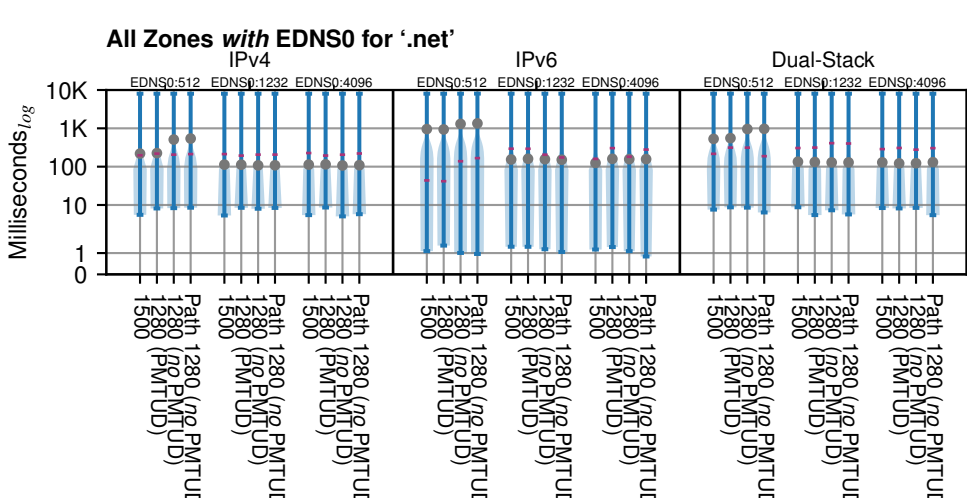 All Zones with EDNS0 for ‘.net’
IPv4
IPv6
Dual-Stack
EDNS0:512
EDNS0:1232
EDNS0:4096
EDNS0:512
EDNS0:1232
EDNS0:4096
EDNS0:512
EDNS0:1232
EDNS0:4096
Milliseconds log
10K
1K
100
10
1
0
1500
1280 (PMTUD)
1280 (no PMTUD)
Path 1280 (no PMTUD
1500
1280 (PMTUD)
1280 (no PMTUD)
Path 1280 (no PMTUD
1500
1280 (PMTUD)
1280 (no PMTUD)
Path 1280 (no PMTUD
1500
1280 (PMTUD)
1280 (no PMTUD)
Path 1280 (no PMTUD
1500
1280 (PMTUD)
1280 (no PMTUD)
Path 1280 (no PMTUD
1500
1280 (PMTUD)
1280 (no PMTUD)
Path 1280 (no PMTUD
1500
1280 (PMTUD)
1280 (no PMTUD)
Path 1280 (no PMTUD
1500
1280 (PMTUD)
1280 (no PMTUD)
Path 1280 (no PMTUD
1500
1280 (PMTUD)
1280 (no PMTUD)
Path 1280 (no PMTUD